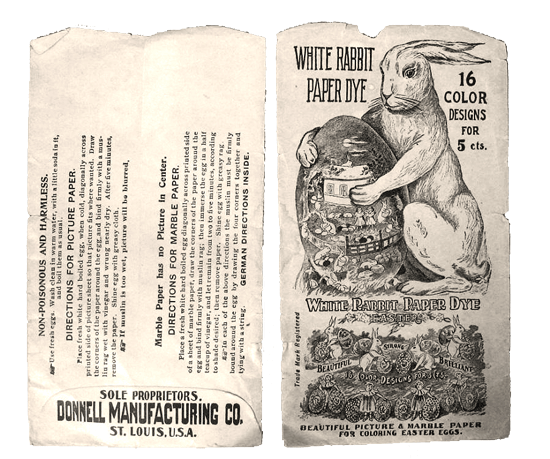 NON-POISONOUS AND HARMLESS.
Use fresh eggs. Wash clean in warm water, with a little soda in it,
and boil them as usual.
DIRECTIONS FOR PICTURE PAPER.
Place fresh white hard boiled egg, when cold, diagonally across
printed side of picture sheet so that picture fits where wanted. Draw
the corners of the paper around the egg, and bind firmly with a mus-
lin rag wet with vinegar and wrung nearly dry. After five minutes,
remove the paper. Shine egg with greasy cloth.
If muslin is too wet, picture will be blurred.
Marble Paper has no Picture in Center.
DIRECTIONS FOR MARBLE PAPER.
Place a fresh white hard boiled egg diagonally across printed side
of a sheet of marble paper, draw the corners of the paper around the
egg and bind firmly with muslin rag; then immerse the egg in a half
teacup of vinegar, and let remain from two to five minutes, according
to shade desired; then remove paper. Shine egg with greasy rag
In each of the above directions the muslin must be firmly
bound around the egg by drawing the four corners together and
tying with a string.
GERMAN DIRECTIONS INSIDE.
SOLE PROPRIETORS.
DONNELL MANUFACTURING CO.
ST. LOUIS, U.S.A.
WHITE RABBIT
PAPER DYE
16
COLOR
DESIGNS
FOR
5 cts.
WHITE RABBIT PAPER DYE
Trade Mark Registered
STRONG
BEAUTIFUL
BRILLIANT
16 COLOR DESIGNS FOR 5 cts.
BEAUTIFUL PICTURE & MARBLE PAPER
FOR COLORING EASTER EGGS.